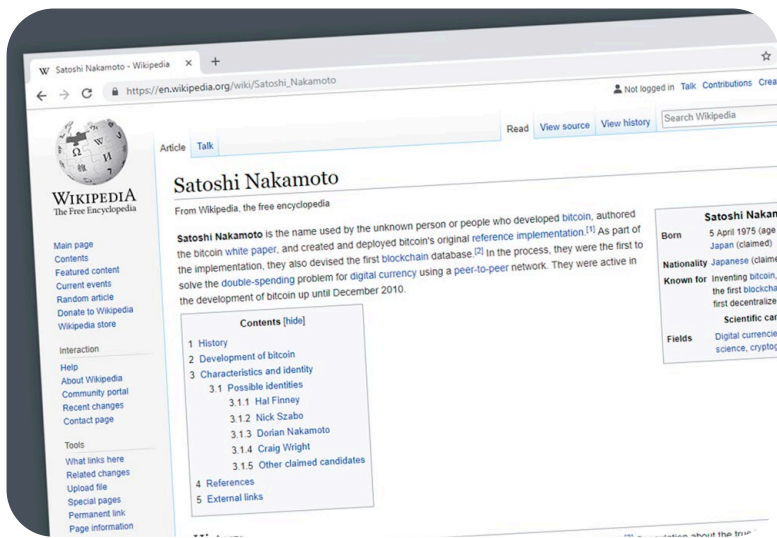 W Satoshi Nakamoto - Wikipedia × +
https://en.wikipedia.org/wiki/Satoshi_Nakamoto
Not logged in Talk Contributions
WIKIPEDIA
The Free Encyclopedia
Main page
Contents
Featured content
Current events
Random article
Donate to Wikipedia
Wikipedia store
Interaction
Help
About Wikipedia
Community portal
Recent changes
Contact page
Tools
What links here
Related changes
Upload file
Special pages
Permanent link
Page information
Article Talk
Read View source View history Search Wikipedia
Satoshi Nakamoto
From Wikipedia, the free encyclopedia
Satoshi Nakamoto is the name used by the unknown person or people who developed bitcoin, authored
the bitcoin white paper, and created and deployed bitcoin's original reference implementation.[1] As part of
the implementation, they also devised the first blockchain database.[2] In the process, they were the first to
solve the double-spending problem for digital currency using a peer-to-peer network. They were active in
the development of bitcoin up until December 2010.
Contents [hide]
1 History
2 Development of bitcoin
3 Characteristics and identity
3.1 Possible identities
3.1.1 Hal Finney
3.1.2 Nick Szabo
3.1.3 Dorian Nakamoto
3.1.4 Craig Wright
3.1.5 Other claimed candidates
4 References
5 External links
Satoshi
Born 5 April 1975 (age
Japan (claimed)
Nationality Japanese
Known for Inventing bitcoin,
the first
first
Scientific
Fields Digital
science,
about the